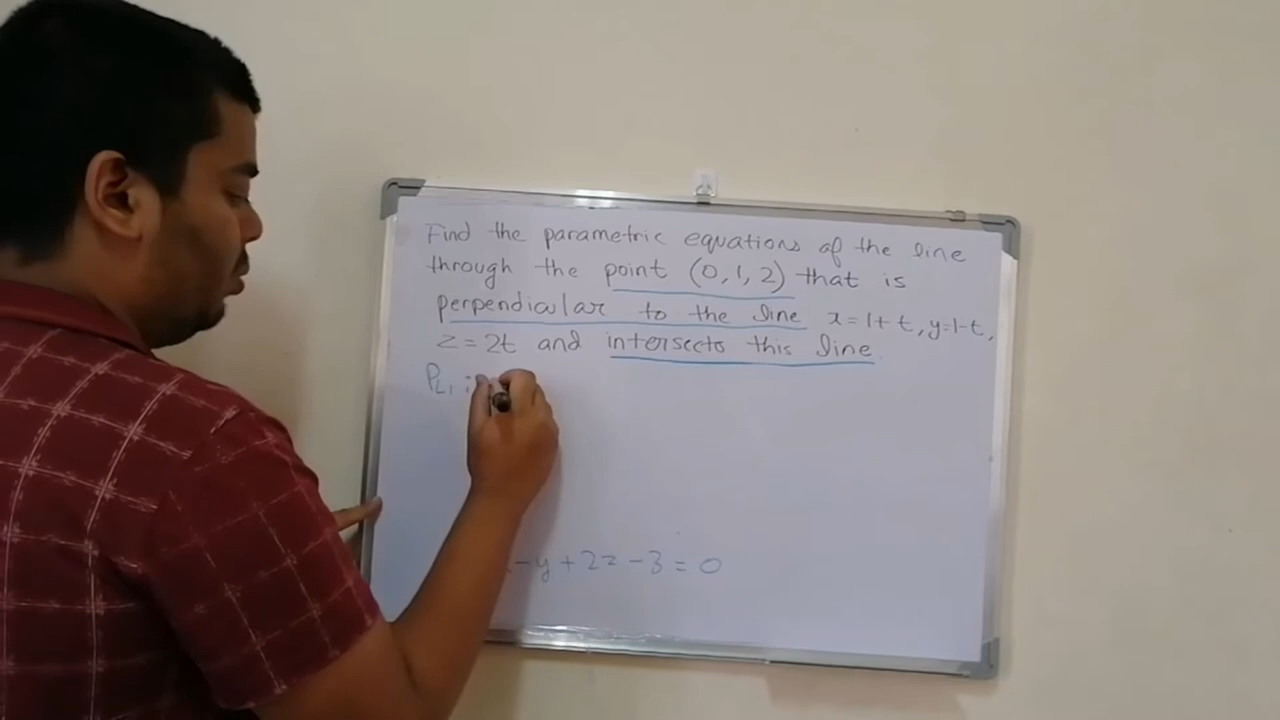 Find the parametric equations of the line
through the point (0, 1, 2) that is
perpendicular to the line x = 1 + t, y = 1 - t,
z = 2t and intersects this line.
PL1 :
- y + 2z - 3 = 0